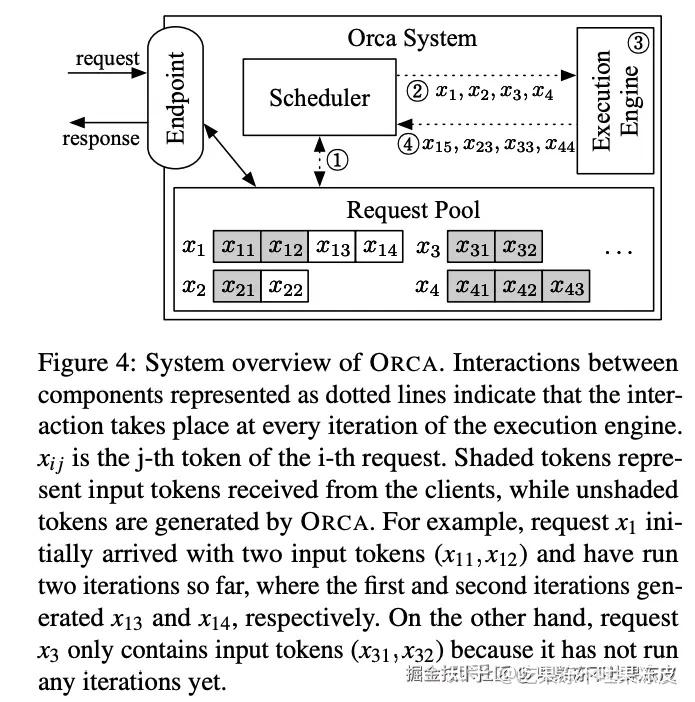 Orca System
request
response
Endpoint
Scheduler
② x₁, x₂, x₃, x₄
③
Execution
Engine
④ x₁₅, x₂₃, x₃₃, x₄₄
①
Request Pool
x₁ x₁₁ x₁₂ x₁₃ x₁₄ x₃ x₃₁ x₃₂ ...
x₂ x₂₁ x₂₂ x₄ x₄₁ x₄₂ x₄₃
Figure 4: System overview of ORCA. Interactions between
components represented as dotted lines indicate that the inter-
action takes place at every iteration of the execution engine.
xᵢⱼ is the j-th token of the i-th request. Shaded tokens repre-
sent input tokens received from the clients, while unshaded
tokens are generated by ORCA. For example, request x₁ ini-
tially arrived with two input tokens (x₁₁,x₁₂) and have run
two iterations so far, where the first and second iterations gen-
erated x₁₃ and x₁₄, respectively. On the other hand, request
x₃ only contains input tokens (x₃₁,x₃₂) because it has not run
any iterations yet.